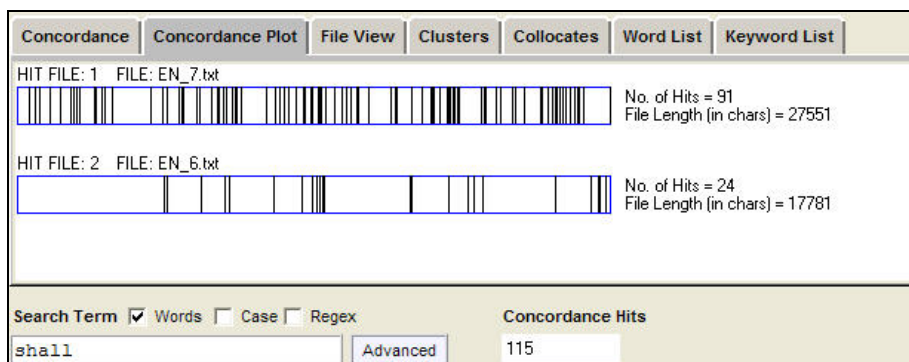 Concordance Concordance Plot File View Clusters Collocates Word List Keyword List
HIT FILE: 1 FILE: EN_7.txt
No. of Hits = 91
File Length (in chars) = 27551
HIT FILE: 2 FILE: EN_6.txt
No. of Hits = 24
File Length (in chars) = 17781
Search Term Words Case Regex Concordance Hits
shall Advanced 115